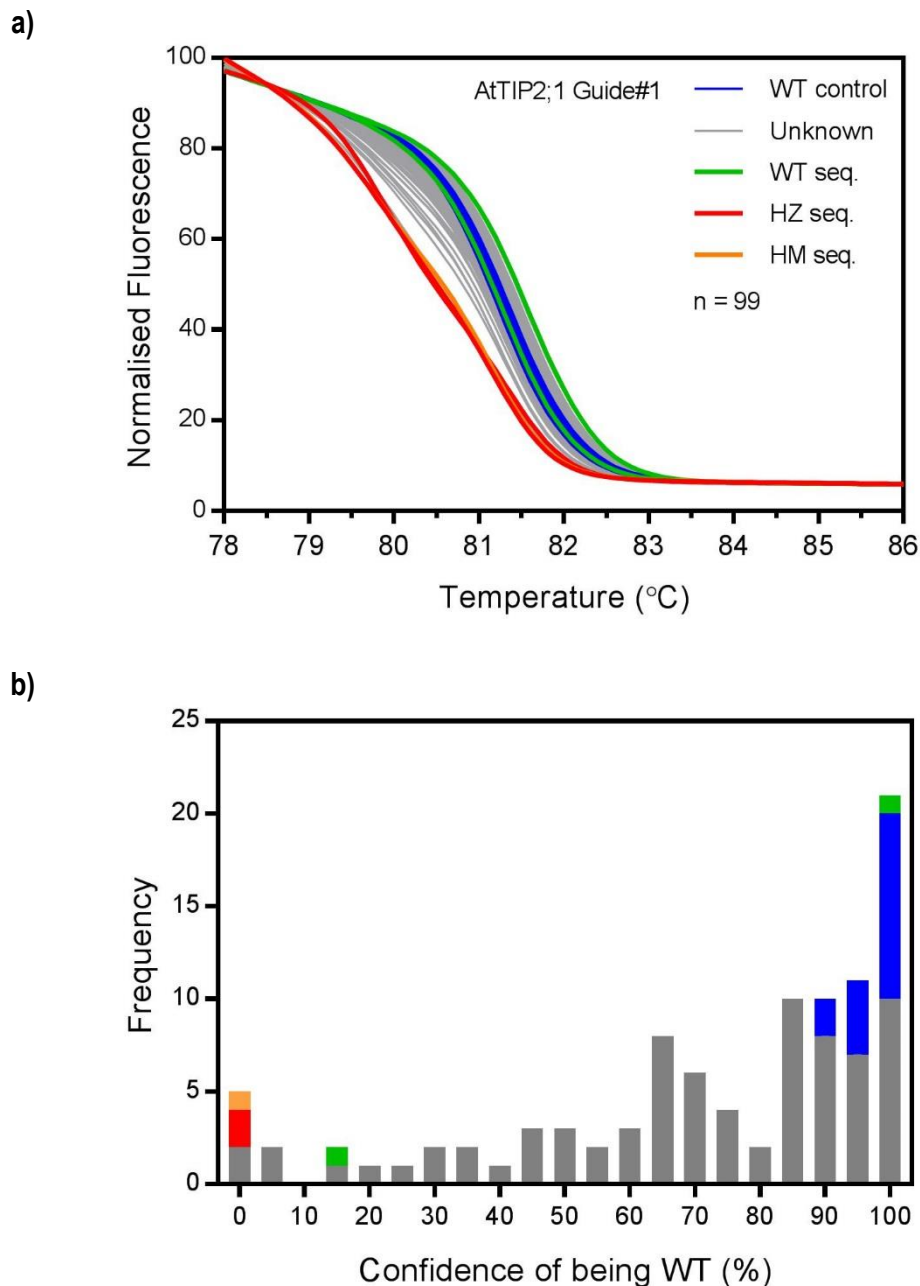 a)
100
80
60
40
20
0
Normalised Fluorescence
AtTIP2;1 Guide#1
WT control
Unknown
WT seq.
HZ seq.
HM seq.
n = 99
78 79 80 81 82 83 84 85 86
Temperature (°C)
b)
25
20
15
10
5
0
Frequency
0 10 20 30 40 50 60 70 80 90 100
Confidence of being WT (%)